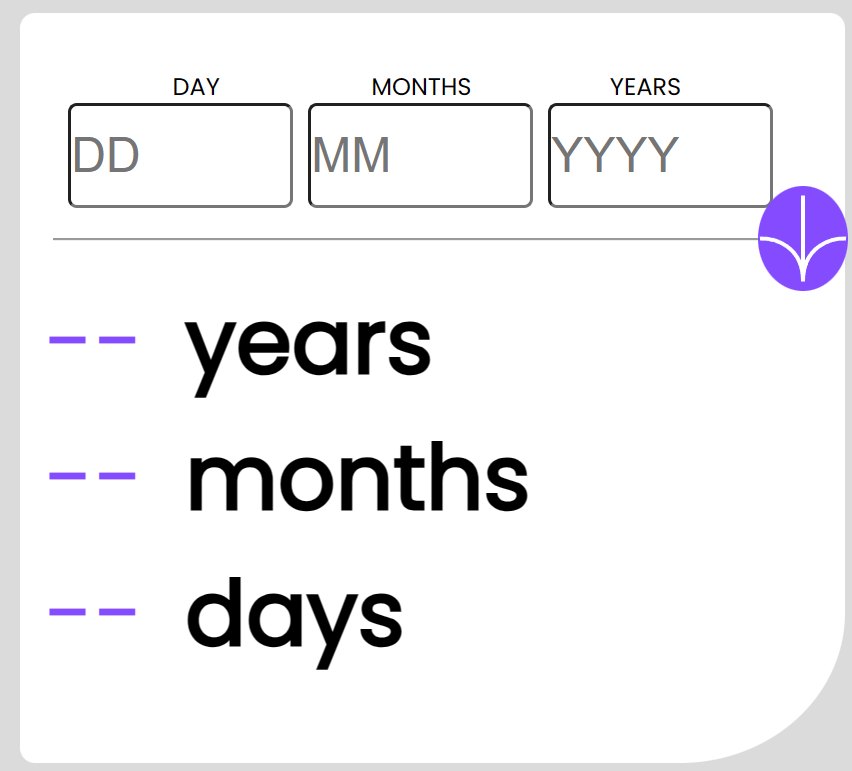 DAY MONTHS YEARS
DD MM YYYY
-- years
-- months
-- days